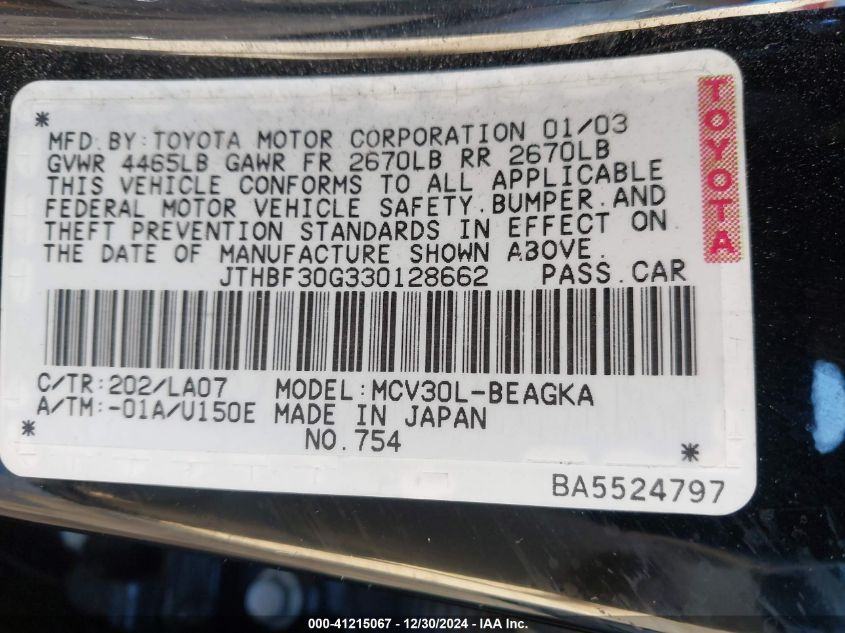 MFD.BY:TOYOTA MOTOR CORPORATION 01/03
GVWR 4465LB GAWR FR 2670LB RR 2670LB
THIS VEHICLE CONFORMS TO ALL APPLICABLE
FEDERAL MOTOR VEHICLE SAFETY,BUMPER,AND
THEFT PREVENTION STANDARDS IN EFFECT ON
THE DATE OF MANUFACTURE SHOWN ABOVE.
JTHBF30G330128662 PASS.CAR
C/TR:202/LA07 MODEL:MCV30L-BEAGKA
A/TM:-01A/U150E MADE IN JAPAN
NO.754
BA5524797
TOYOTA
000-41215067 - 12/30/2024 - IAA Inc.